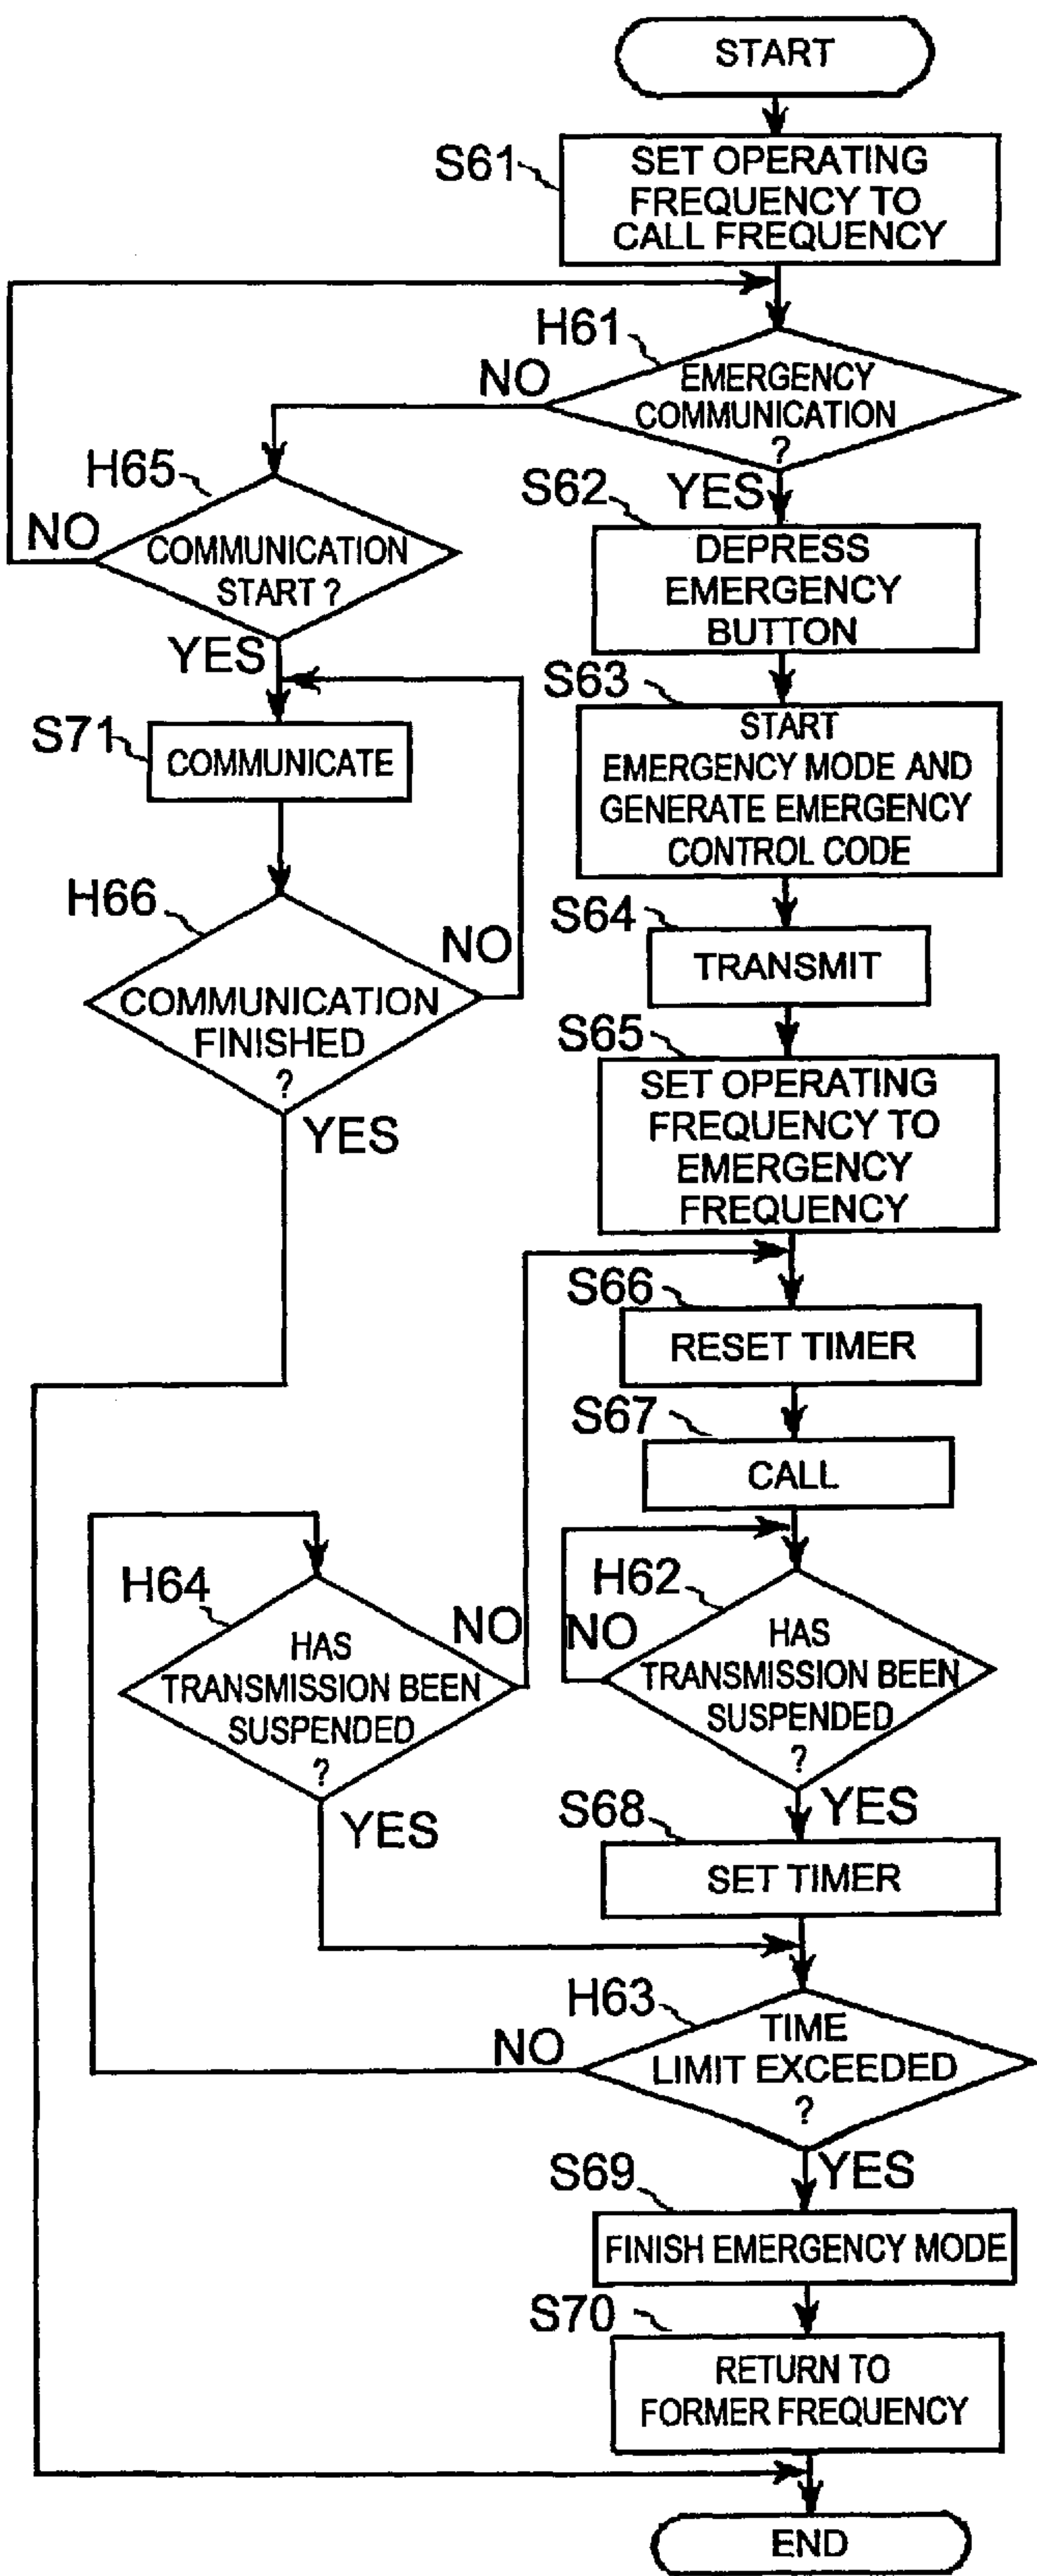 START
S61
SET OPERATING
FREQUENCY TO
CALL FREQUENCY
H61
NO
EMERGENCY
COMMUNICATION
?
YES
H65
NO
COMMUNICATION
START ?
YES
S62
DEPRESS
EMERGENCY
BUTTON
S63
START
EMERGENCY MODE AND
GENERATE EMERGENCY
CONTROL CODE
S71
COMMUNICATE
S64
TRANSMIT
H66
NO
COMMUNICATION
FINISHED
?
YES
S65
SET OPERATING
FREQUENCY TO
EMERGENCY
FREQUENCY
S66
RESET TIMER
S67
CALL
H64
NO
HAS
TRANSMISSION BEEN
SUSPENDED
?
YES
H62
NO
HAS
TRANSMISSION BEEN
SUSPENDED
?
YES
S68
SET TIMER
H63
NO
TIME
LIMIT EXCEEDED
?
YES
S69
FINISH EMERGENCY MODE
S70
RETURN TO
FORMER FREQUENCY
END